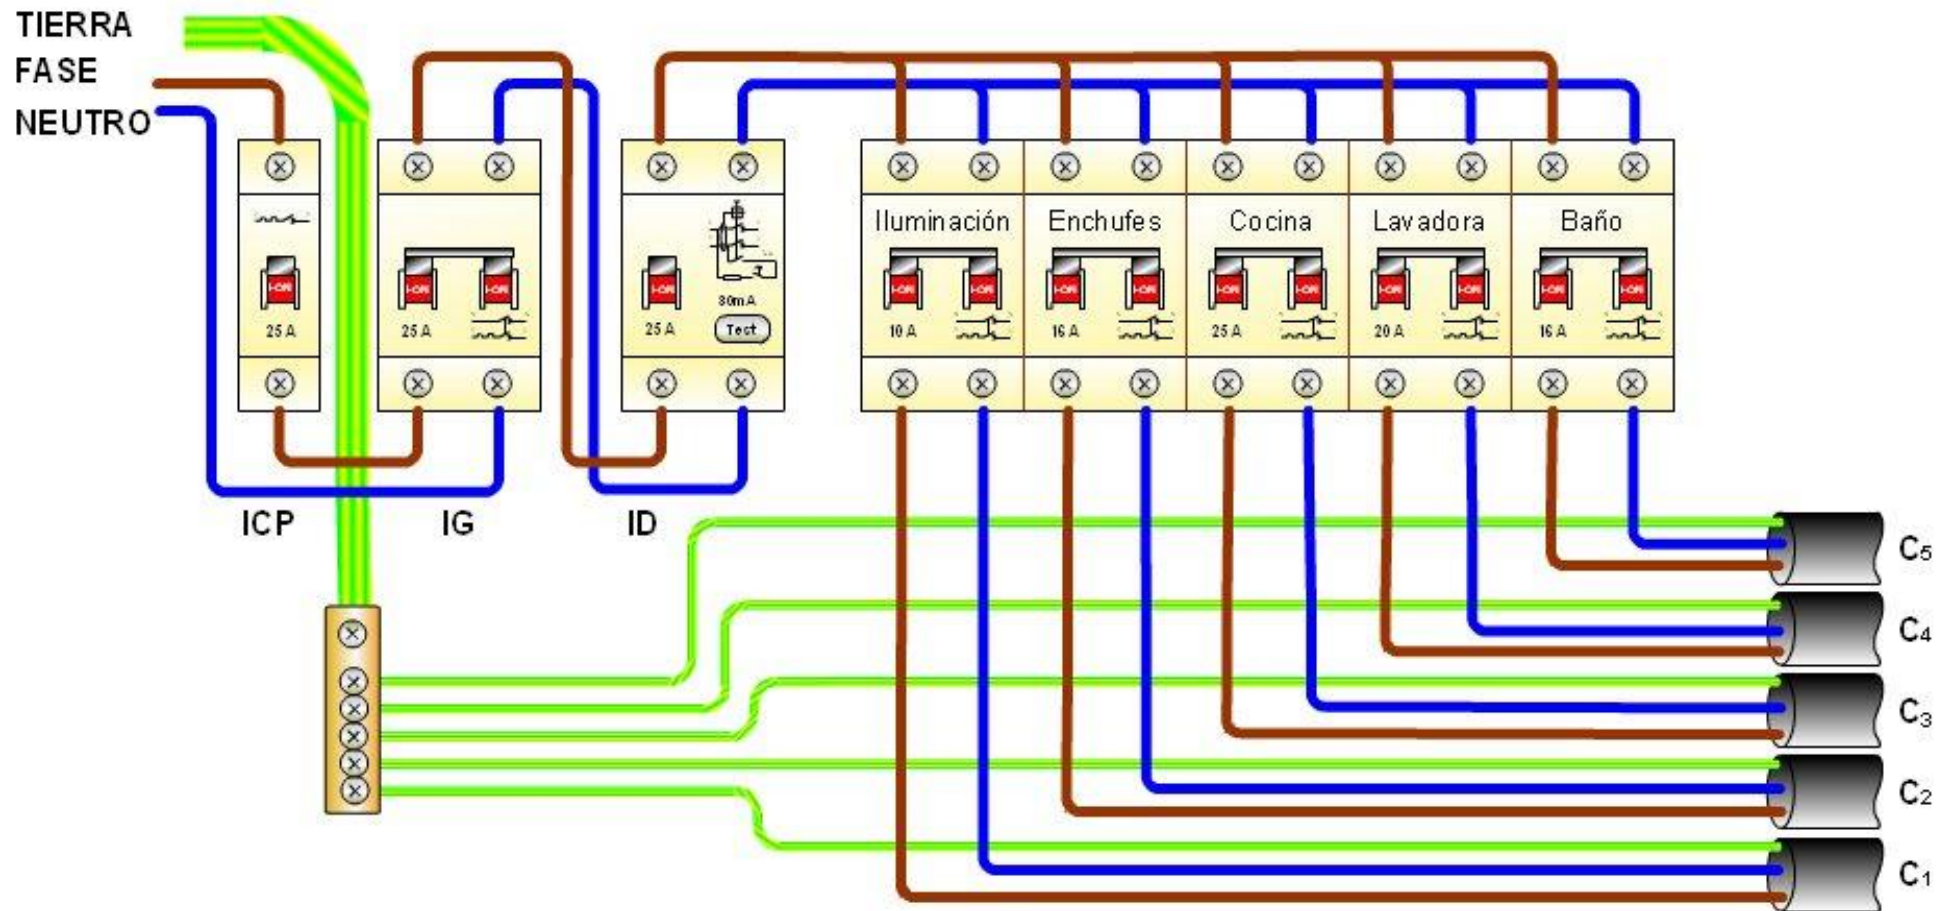 TIERRA
FASE
NEUTRO
Iluminación
Enchufes
Cocina
Lavadora
Baño
25 A
25 A
25 A
30mA
Test
10 A
16 A
25 A
20 A
16 A
ICP
IG
ID
C5
C4
C3
C2
C1